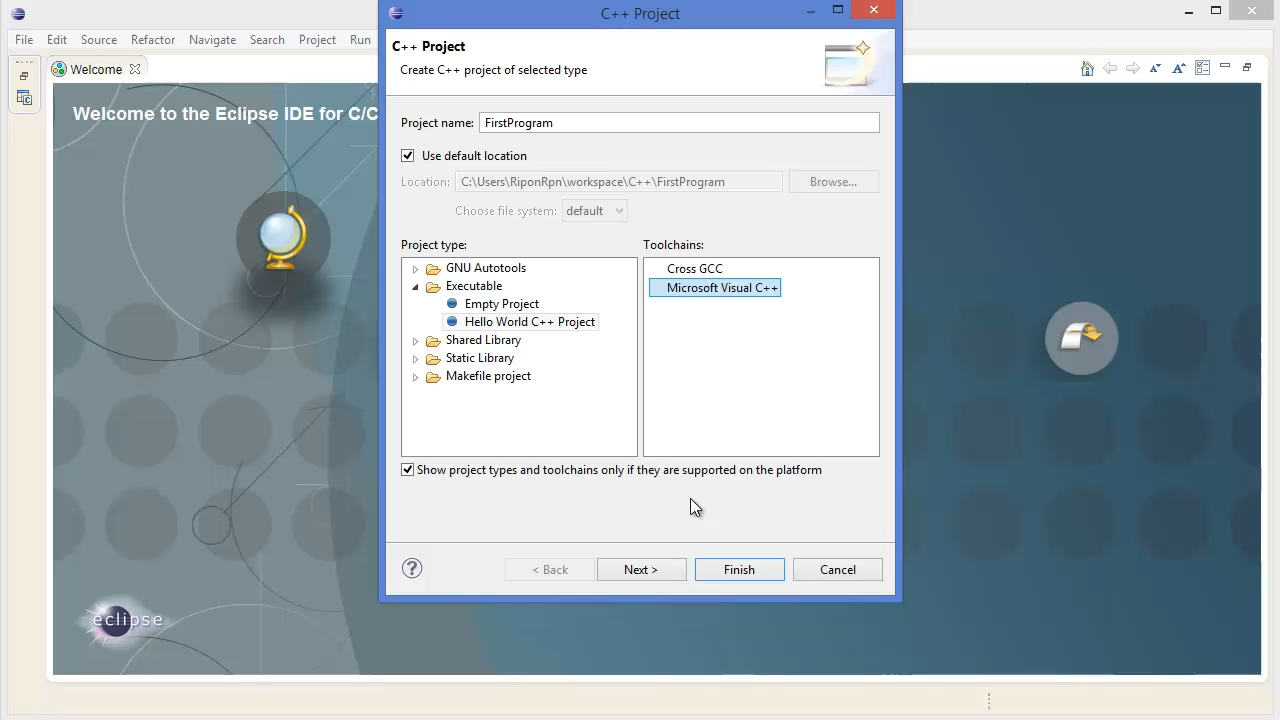 C++ Project
File Edit Source Refactor Navigate Search Project Run
Welcome
Welcome to the Eclipse IDE for C/C
C++ Project
Create C++ project of selected type
Project name: FirstProgram
Use default location
Location: C:\Users\RiponRpn\workspace\C++\FirstProgram Browse...
Choose file system: default
Project type: Toolchains:
GNU Autotools
Executable
Empty Project
Hello World C++ Project
Shared Library
Static Library
Makefile project
Cross GCC
Microsoft Visual C++
Show project types and toolchains only if they are supported on the platform
< Back Next > Finish Cancel
eclipse